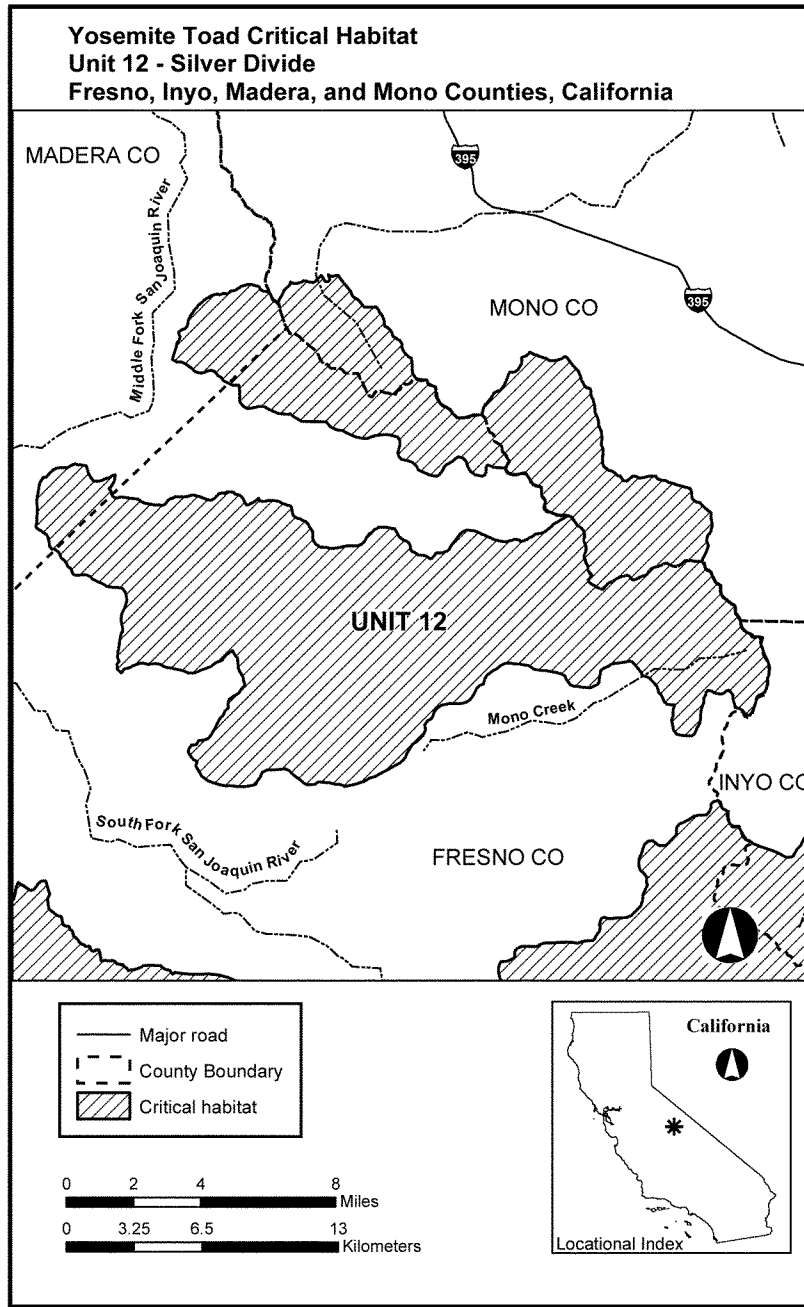 Yosemite Toad Critical Habitat
Unit 12 - Silver Divide
Fresno, Inyo, Madera, and Mono Counties, California
MADERA CO
395
Middle Fork San Joaquin River
395
MONO CO
UNIT 12
Mono Creek
INYO CO
South Fork San Joaquin River
FRESNO CO
Major road
County Boundary
Critical habitat
0 2 4 8
Miles
0 3.25 6.5 13
Kilometers
California
Locational Index